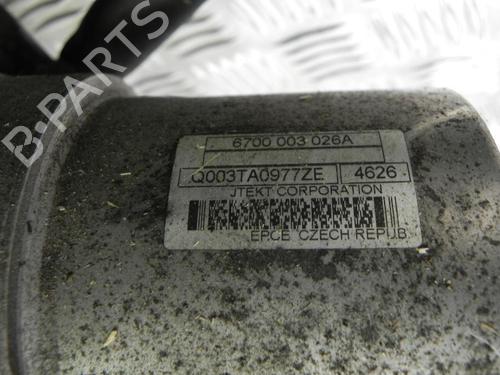 B-PARTS
6700 003 026A
Q003TA0977ZE 4626
JTEKT CORPORATION
EPCE CZECH REPUB